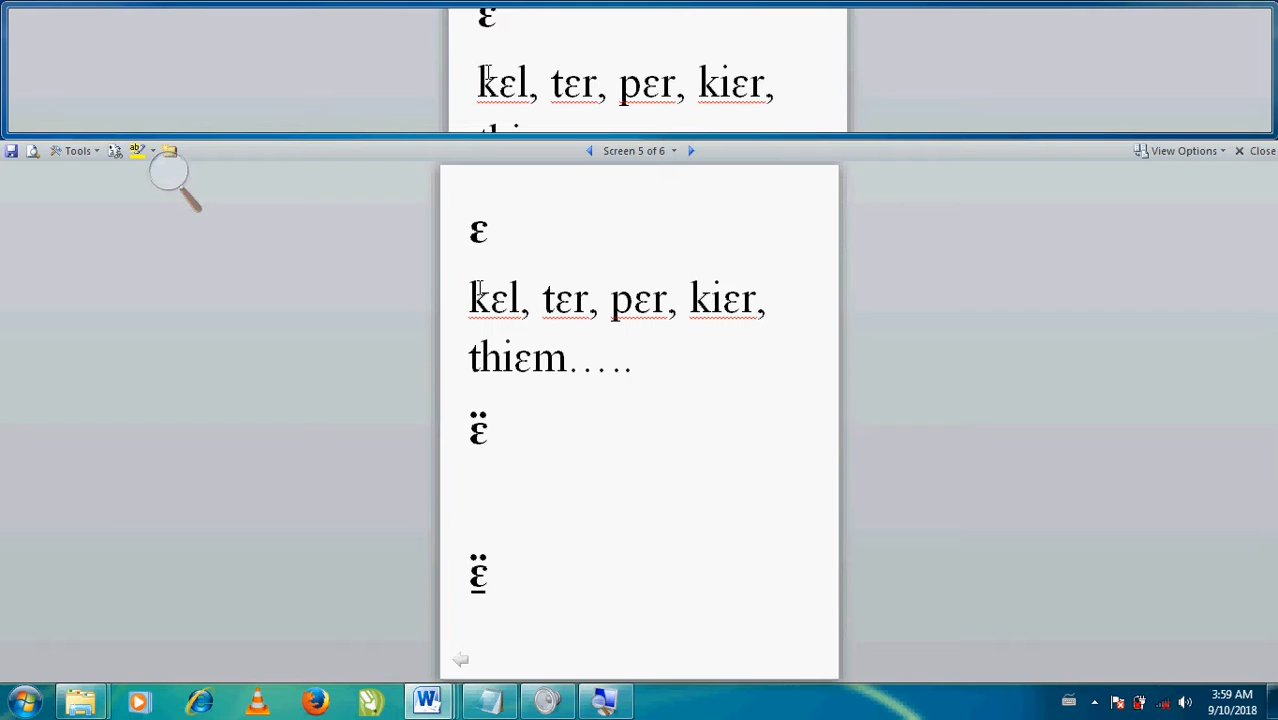 ɛ
kɛl, tɛr, pɛr, kiɛr,
Tools
Screen 5 of 6
View Options
Close
ɛ
kɛl, tɛr, pɛr, kiɛr,
thiɛm…..
ɛ̈
ɛ̱̈
3:59 AM
9/10/2018